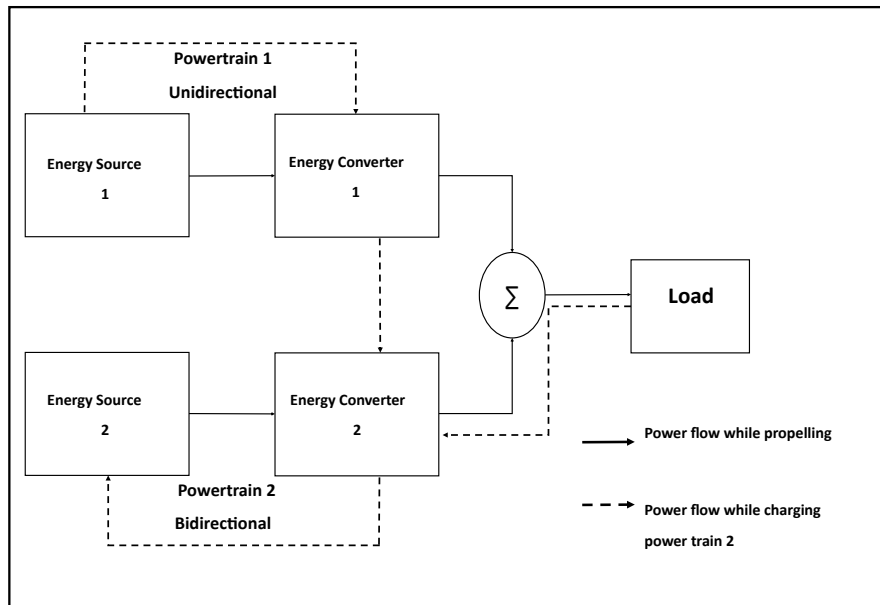 Powertrain 1
Unidirectional
Energy Source
1
Energy Converter
1
Σ
Load
Energy Source
2
Energy Converter
2
Powertrain 2
Bidirectional
Power flow while propelling
Power flow while charging
power train 2